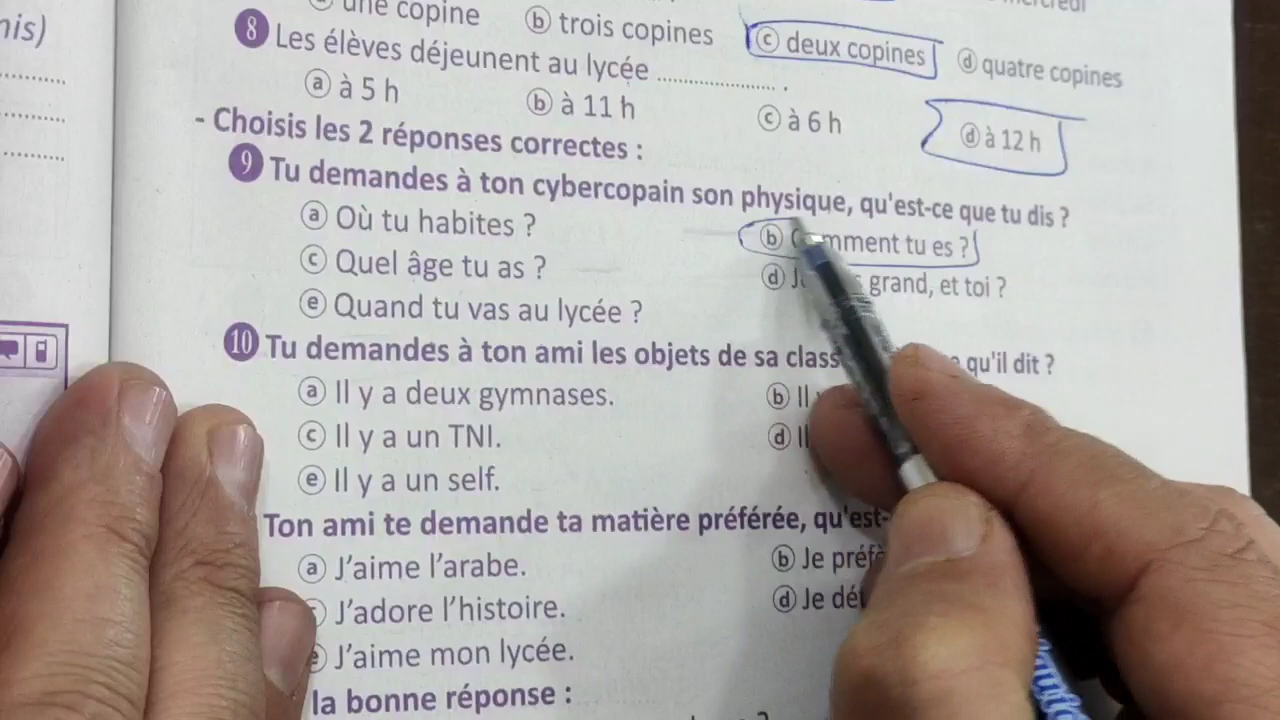 nis)
une copine ⓑ trois copines ⓒ deux copines ⓓ quatre copines
8 Les élèves déjeunent au lycée .................... .
ⓐ à 5 h ⓑ à 11 h ⓒ à 6 h ⓓ à 12 h
- Choisis les 2 réponses correctes :
9 Tu demandes à ton cybercopain son physique, qu'est-ce que tu dis ?
ⓐ Où tu habites ? ⓑ Comment tu es ?
ⓒ Quel âge tu as ? ⓓ grand, et toi ?
ⓔ Quand tu vas au lycée ?
10 Tu demandes à ton ami les objets de sa class qu'il dit ?
ⓐ Il y a deux gymnases. ⓑ Il
ⓒ Il y a un TNI. ⓓ Il
ⓔ Il y a un self.
Ton ami te demande ta matière préférée, qu'est-
ⓐ J'aime l'arabe. ⓑ Je préfè
J'adore l'histoire. ⓓ Je dé
J'aime mon lycée.
la bonne réponse :